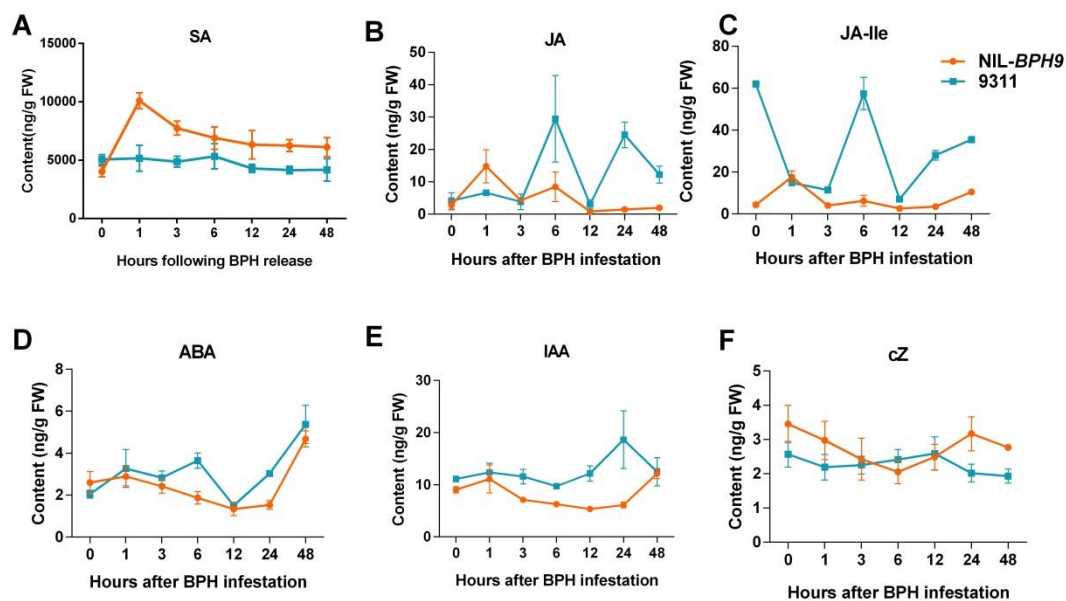 A
SA
15000
10000
5000
0
Content(ng/g FW)
0 1 3 6 12 24 48
Hours following BPH release
B
JA
50
40
30
20
10
0
Content (ng/g FW)
0 1 3 6 12 24 48
Hours after BPH infestation
C
JA-Ile
80
60
40
20
0
Content (ng/g FW)
0 1 3 6 12 24 48
Hours after BPH infestation
NIL-BPH9
9311
D
ABA
8
6
4
2
0
Content (ng/g FW)
0 1 3 6 12 24 48
Hours after BPH infestation
E
IAA
30
20
10
0
Content (ng/g FW)
0 1 3 6 12 24 48
Hours after BPH infestation
F
cZ
5
4
3
2
1
0
Content (ng/g FW)
0 1 3 6 12 24 48
Hours after BPH infestation